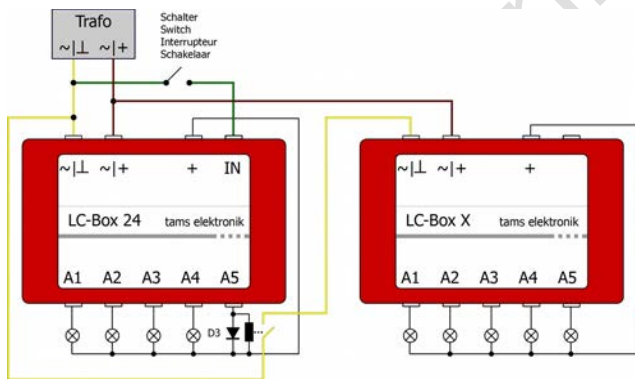 Trafo
~|⊥ ~|+
Schalter
Switch
Interrupteur
Schakelaar
~|⊥ ~|+ + IN
LC-Box 24 tams elektronik
A1 A2 A3 A4 A5
D3
~|⊥ ~|+ +
LC-Box X tams elektronik
A1 A2 A3 A4 A5